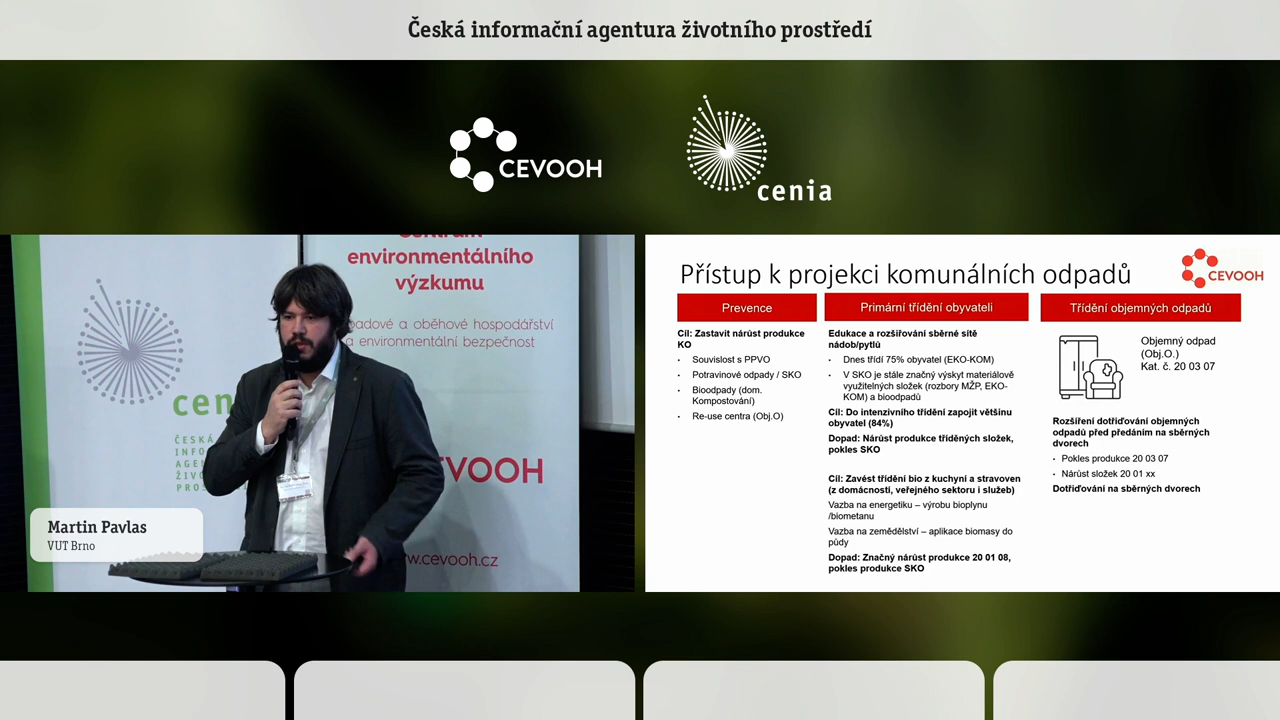 Česká informační agentura životního prostředí
CEVOOH
cenia
environmentálního
výzkumu
odpadové a oběhové hospodářství
a environmentální bezpečnost
cen
ČESKÁ
INFO
AGEN
ŽIVO
PROS
VOOH
www.cevooh.cz
Martin Pavlas
VUT Brno
Přístup k projekci komunálních odpadů
CEVOOH
Prevence
Cíl: Zastavit nárůst produkce
KO
• Souvislost s PPVO
• Potravinové odpady / SKO
• Bioodpady (dom.
Kompostování)
• Re-use centra (Obj.O)
Primární třídění obyvateli
Edukace a rozšiřování sběrné sítě
nádob/pytlů
• Dnes třídí 75% obyvatel (EKO-KOM)
• V SKO je stále značný výskyt materiálově
využitelných složek (rozbory MŽP, EKO-
KOM) a bioodpadů
Cíl: Do intenzivního třídění zapojit většinu
obyvatel (84%)
Dopad: Nárůst produkce tříděných složek,
pokles SKO
Cíl: Zavést třídění bio z kuchyní a stravoven
(z domácností, veřejného sektoru i služeb)
Vazba na energetiku – výrobu bioplynu
/biometanu
Vazba na zemědělství – aplikace biomasy do
půdy
Dopad: Značný nárůst produkce 20 01 08,
pokles produkce SKO
Třídění objemných odpadů
Objemný odpad
(Obj.O.)
Kat. č. 20 03 07
Rozšíření dotřiďování objemných
odpadů před předáním na sběrných
dvorech
• Pokles produkce 20 03 07
• Nárůst složek 20 01 xx
Dotřiďování na sběrných dvorech